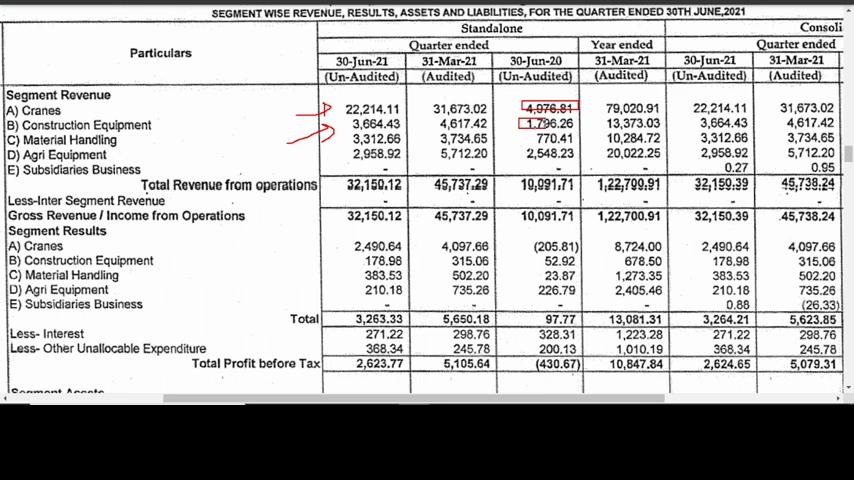 SEGMENT WISE REVENUE, RESULTS, ASSETS AND LIABILITIES, FOR THE QUARTER ENDED 30TH JUNE,2021
Particulars Standalone Consoli
Quarter ended Year ended Quarter ended
30-Jun-21 31-Mar-21 30-Jun-20 31-Mar-21 30-Jun-21 31-Mar-21
(Un-Audited) (Audited) (Un-Audited) (Audited) (Un-Audited) (Audited)
Segment Revenue
A) Cranes 22,214.11 31,673.02 4,976.81 79,020.91 22,214.11 31,673.02
B) Construction Equipment 3,664.43 4,617.42 1,796.26 13,373.03 3,664.43 4,617.42
C) Material Handling 3,312.66 3,734.65 770.41 10,284.72 3,312.66 3,734.65
D) Agri Equipment 2,958.92 5,712.20 2,548.23 20,022.25 2,958.92 5,712.20
E) Subsidiaries Business - - - - 0.27 0.95
Total Revenue from operations 32,150.12 45,737.29 10,091.71 1,22,700.91 32,150.39 45,738.24
Less-Inter Segment Revenue - - - - - -
Gross Revenue / Income from Operations 32,150.12 45,737.29 10,091.71 1,22,700.91 32,150.39 45,738.24
Segment Results
A) Cranes 2,490.64 4,097.66 (205.81) 8,724.00 2,490.64 4,097.66
B) Construction Equipment 178.98 315.06 52.92 678.50 178.98 315.06
C) Material Handling 383.53 502.20 23.87 1,273.35 383.53 502.20
D) Agri Equipment 210.18 735.26 226.79 2,405.46 210.18 735.26
E) Subsidiaries Business - - - - 0.88 (26.33)
Total 3,263.33 5,650.18 97.77 13,081.31 3,264.21 5,623.85
Less- Interest 271.22 298.76 328.31 1,223.28 271.22 298.76
Less- Other Unallocable Expenditure 368.34 245.78 200.13 1,010.19 368.34 245.78
Total Profit before Tax 2,623.77 5,105.64 (430.67) 10,847.84 2,624.65 5,079.31